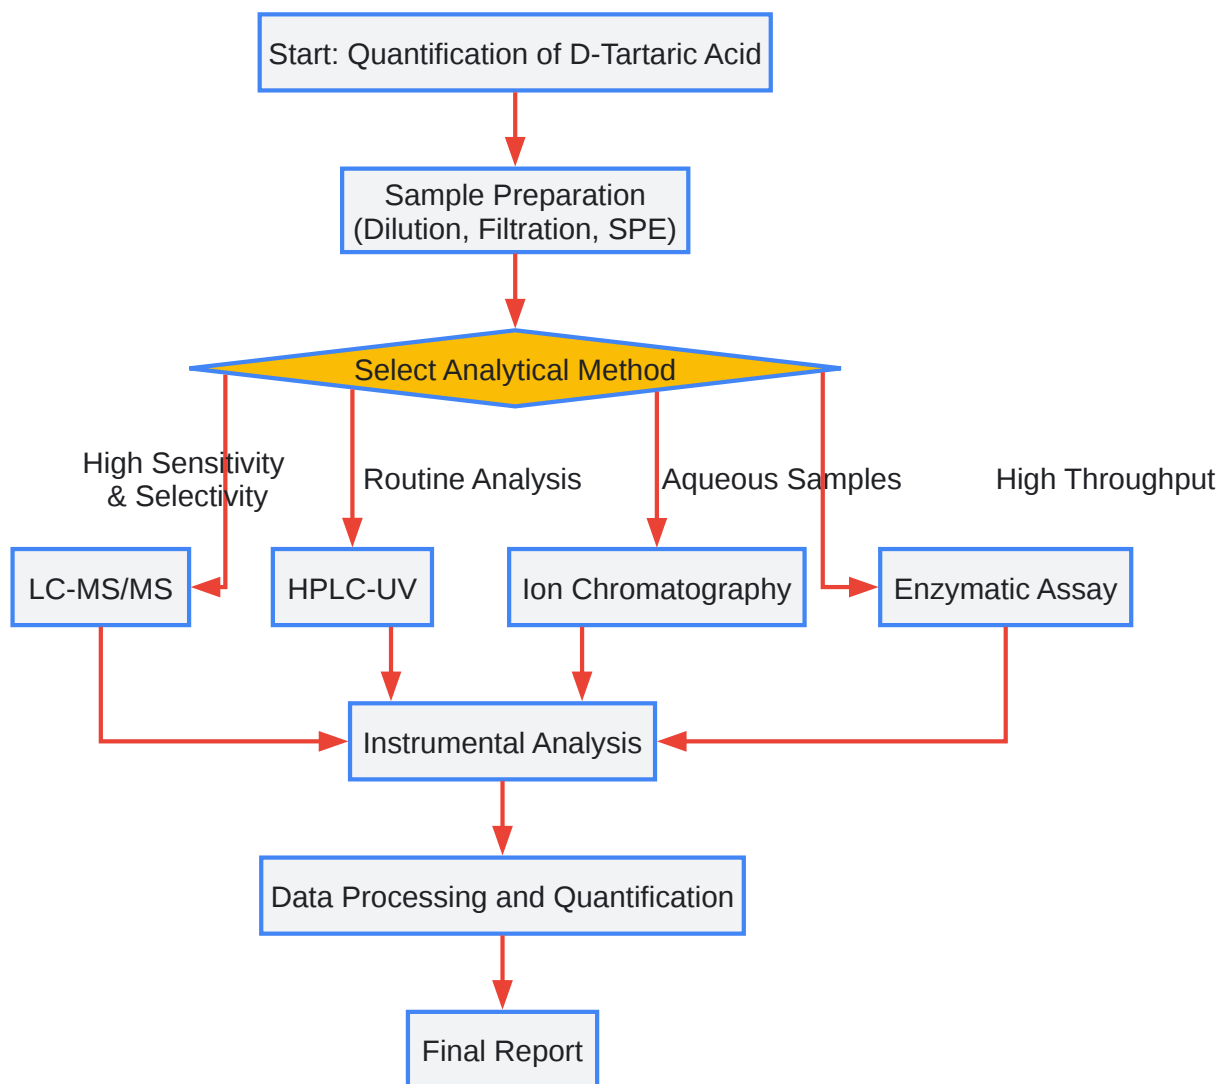 Start: Quantification of D-Tartaric Acid
Sample Preparation
(Dilution, Filtration, SPE)
Select Analytical Method
High Sensitivity
& Selectivity
Routine Analysis
Aqueous Samples
High Throughput
LC-MS/MS
HPLC-UV
Ion Chromatography
Enzymatic Assay
Instrumental Analysis
Data Processing and Quantification
Final Report